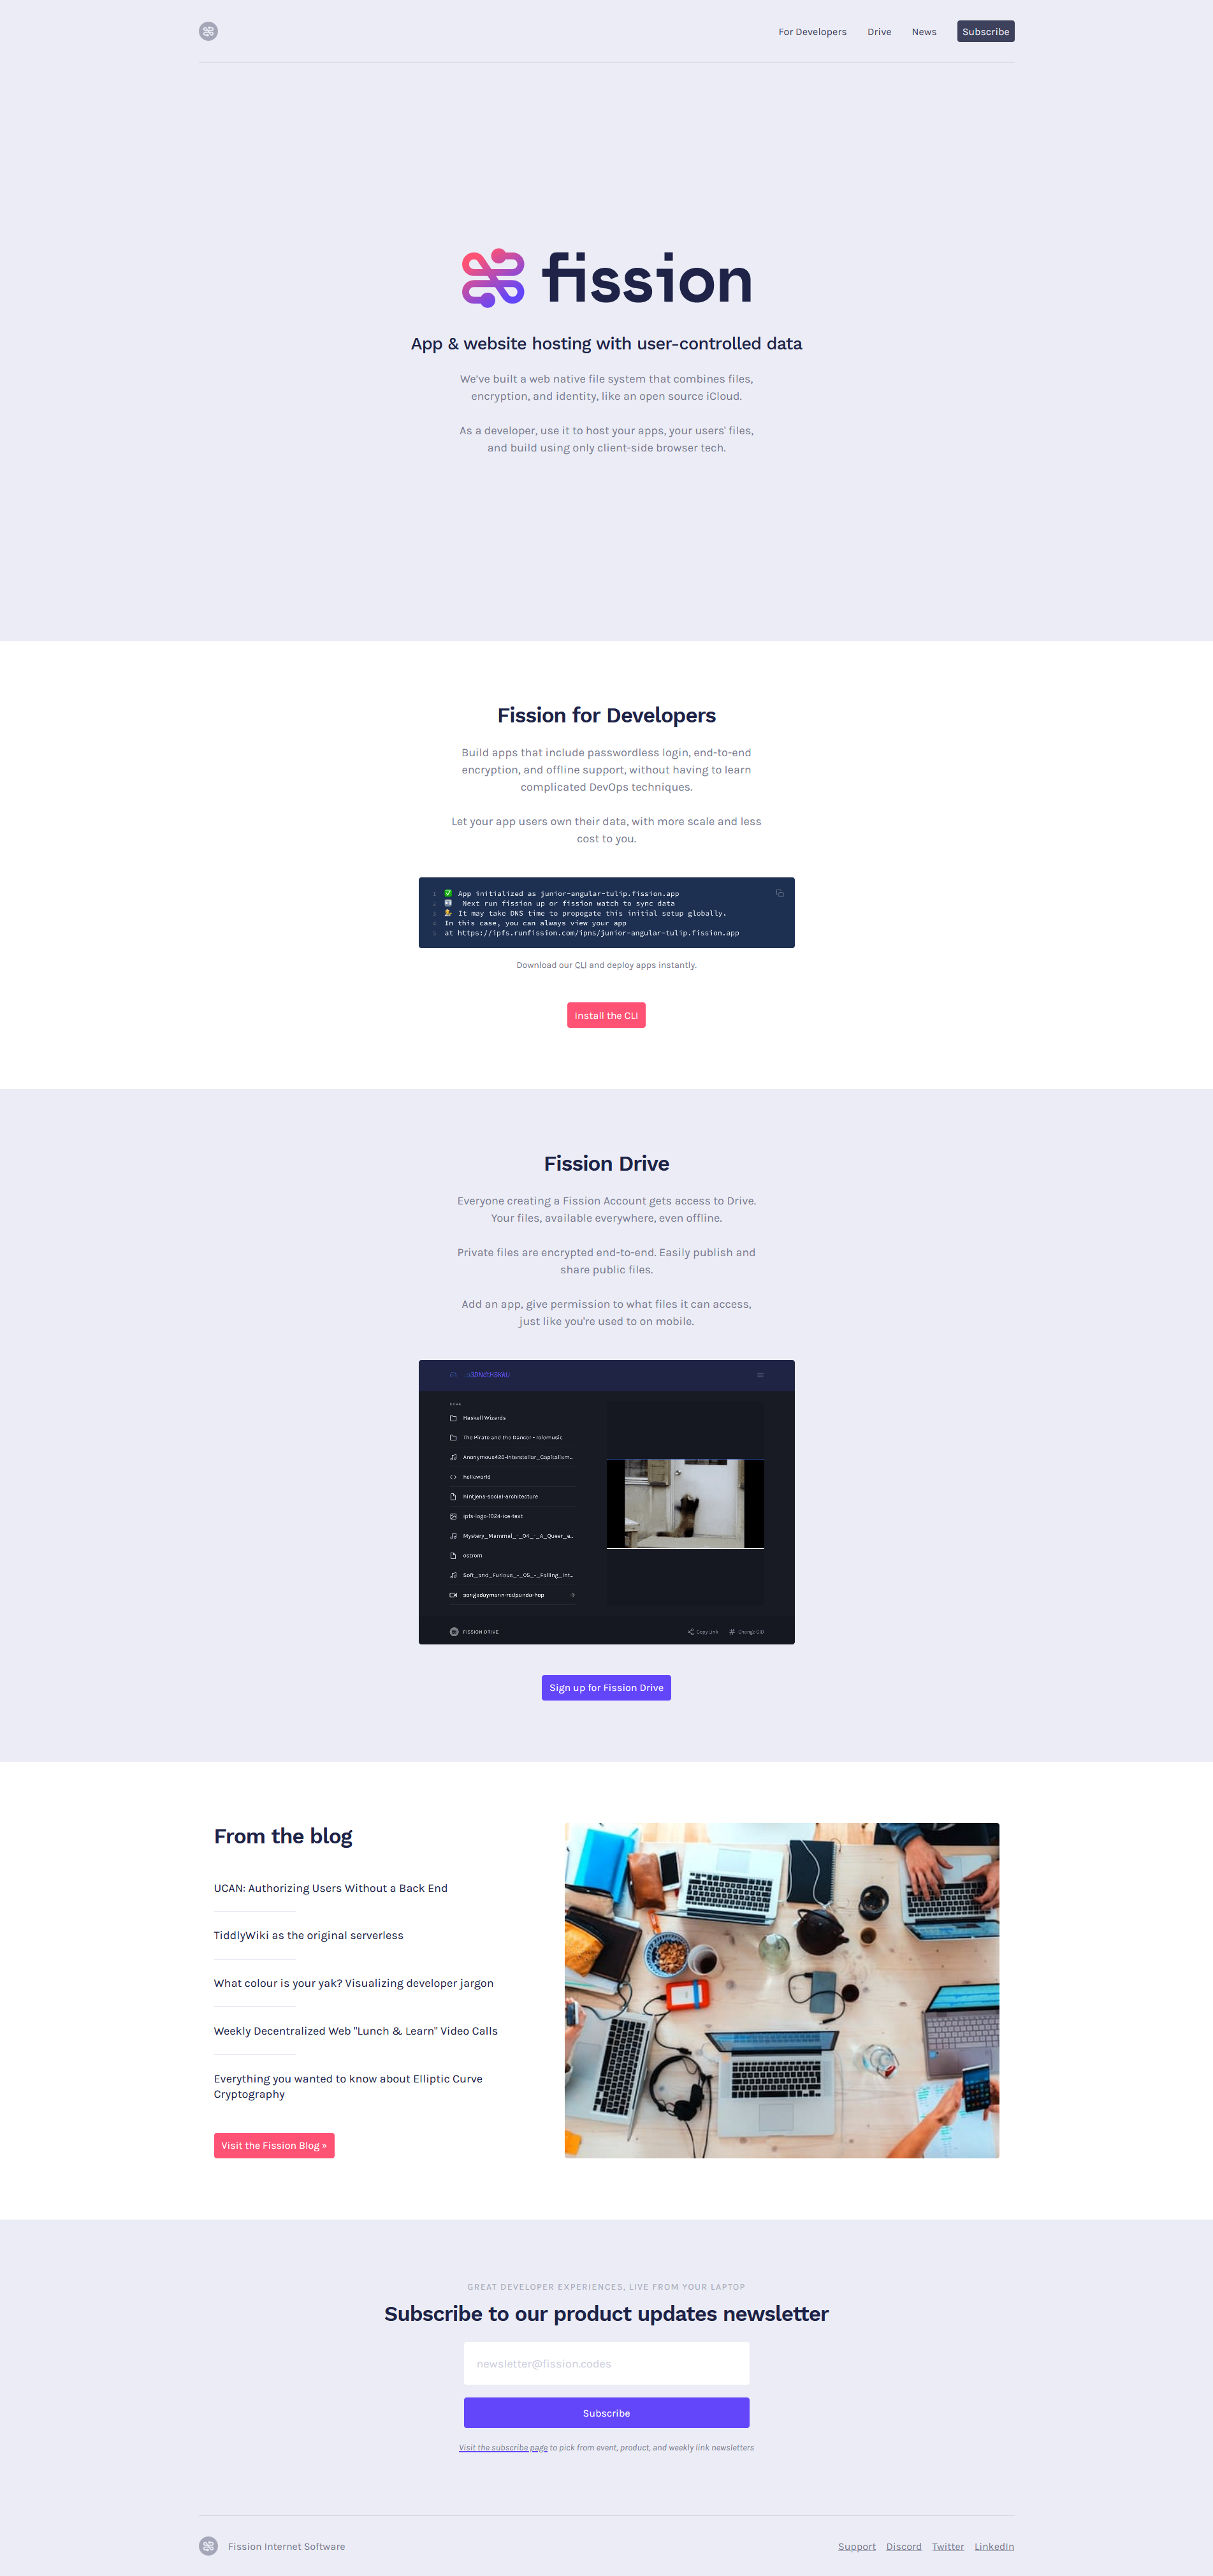 For Developers
Drive
News
Subscribe
fission
App & website hosting with user-controlled data
We've built a web native file system that combines files,
encryption, and identity, like an open source iCloud.
As a developer, use it to host your apps, your users' files,
and build using only client-side browser tech.
Fission for Developers
Build apps that include passwordless login, end-to-end
encryption, and offline support, without having to learn
complicated DevOps techniques.
Let your app users own their data, with more scale and less
cost to you.
1 ✅ App initialized as junior-angular-tulip.fission.app
2 Next run fission up or fission watch to sync data
3 It may take DNS time to propogate this initial setup globally.
4 In this case, you can always view your app
5 at https://ipfs.runfission.com/ipns/junior-angular-tulip.fission.app
Download our CLI and deploy apps instantly.
Install the CLI
Fission Drive
Everyone creating a Fission Account gets access to Drive.
Your files, available everywhere, even offline.
Private files are encrypted end-to-end. Easily publish and
share public files.
Add an app, give permission to what files it can access,
just like you're used to on mobile.
Haskell Wizards
The Pirate and the Dancer - rolemusic
Anonymous420-Interstellar_Capitalism...
helloworld
hintjens-social-architecture
ipfs-logo-1024-ice-text
Mystery_Mammal_-_04_-_A_Queer_a...
ostrom
Soft_and_Furious_-_05_-_Falling_int...
songadaymann-redpanda-hop
FISSION DRIVE
Copy Link
Change CID
Sign up for Fission Drive
From the blog
UCAN: Authorizing Users Without a Back End
TiddlyWiki as the original serverless
What colour is your yak? Visualizing developer jargon
Weekly Decentralized Web "Lunch & Learn" Video Calls
Everything you wanted to know about Elliptic Curve
Cryptography
Visit the Fission Blog »
GREAT DEVELOPER EXPERIENCES, LIVE FROM YOUR LAPTOP
Subscribe to our product updates newsletter
newsletter@fission.codes
Subscribe
Visit the subscribe page to pick from event, product, and weekly link newsletters
Fission Internet Software
Support
Discord
Twitter
LinkedIn